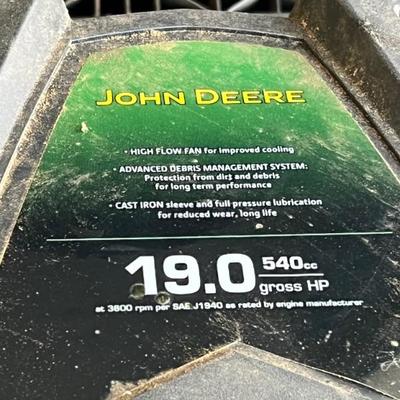 JOHN DEERE
• HIGH FLOW FAN for improved cooling
• ADVANCED DEBRIS MANAGEMENT SYSTEM:
Protection from dirt and debris
for long term performance
• CAST IRON sleeve and full pressure lubrication
for reduced wear, long life
19.0 540cc
gross HP
at 3600 rpm per SAE J1940 as rated by engine manufacturer